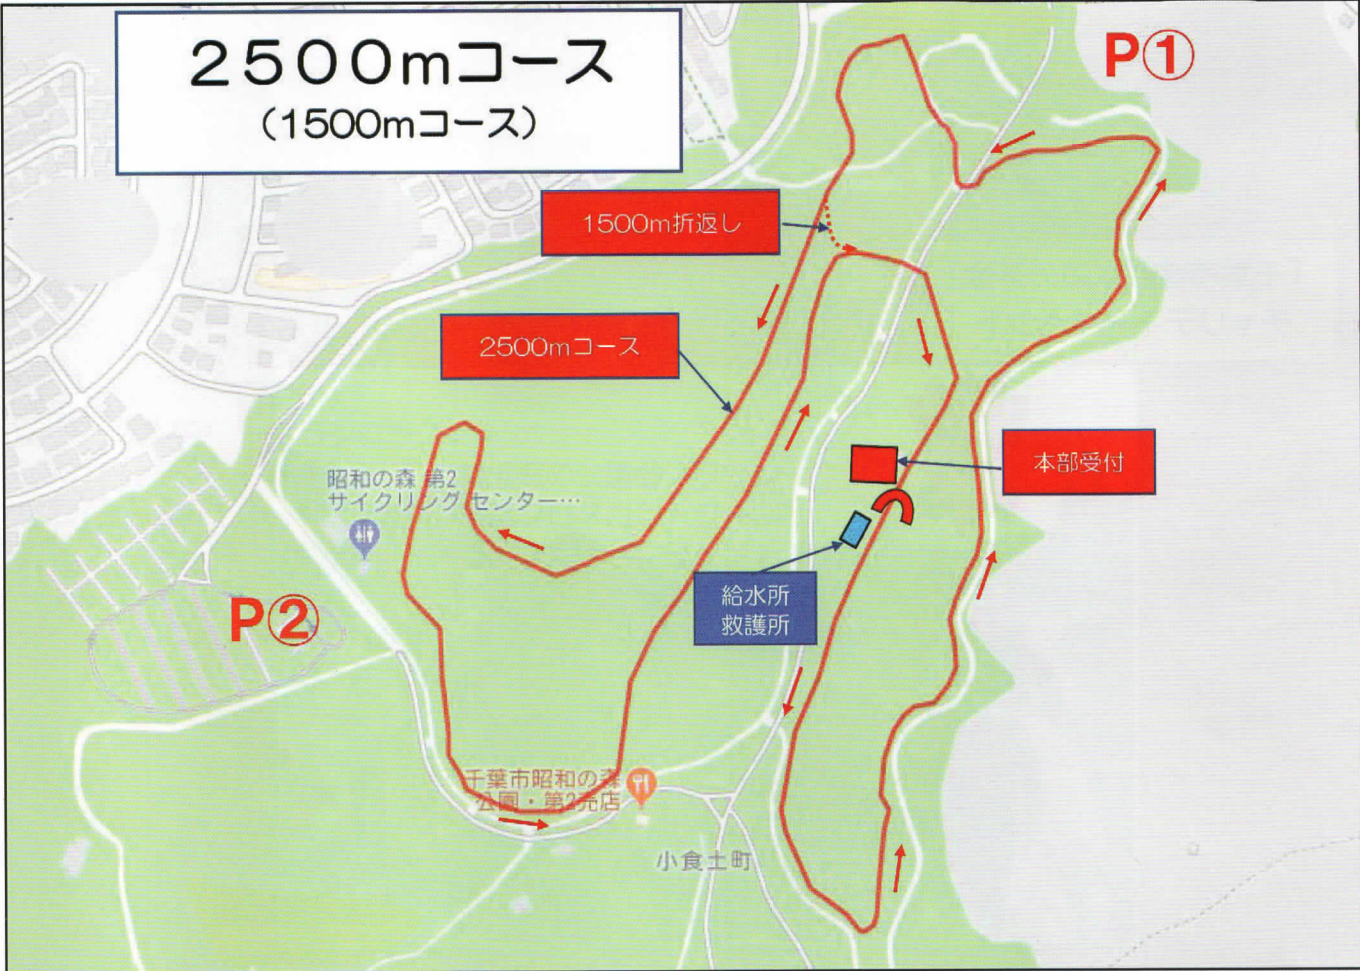 2500mコース
（1500mコース）
P①
1500m折返し
2500mコース
本部受付
昭和の森 第2
サイクリング センター…
給水所
救護所
P②
千葉市昭和の森
公園・第2売店
小食土町